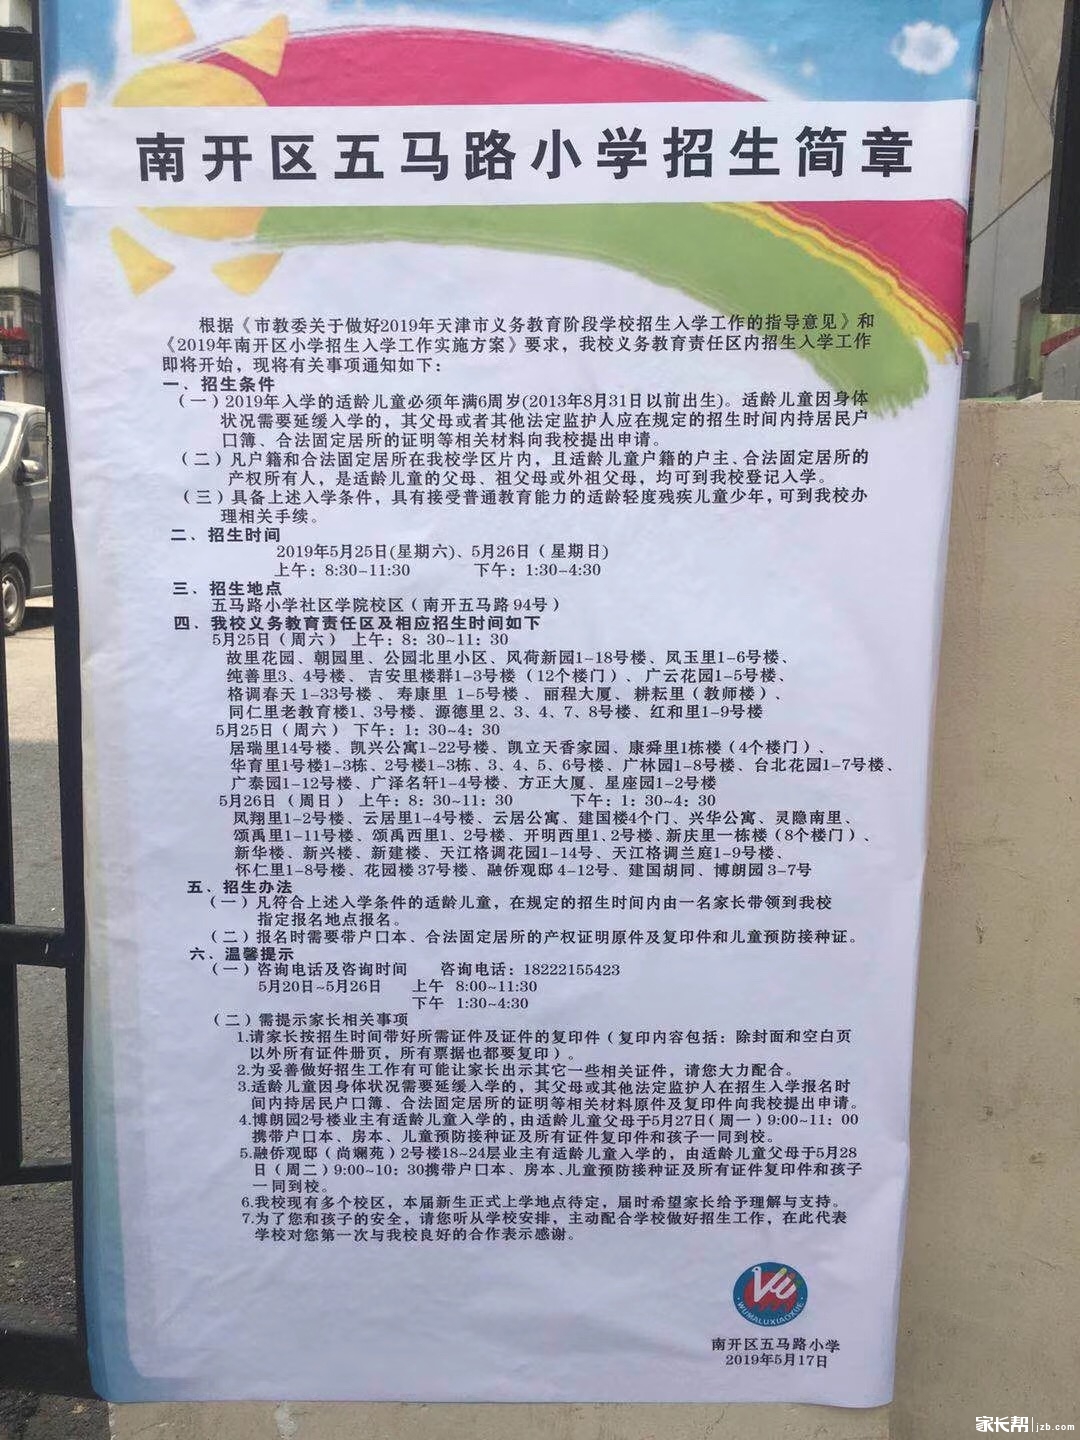 南开区五马路小学招生简章
根据《市教委关于做好2019年天津市义务教育阶段学校招生入学工作的指导意见》和
《2019年南开区小学招生入学工作实施方案》要求，我校义务教育责任区内招生入学工作
即将开始，现将有关事项通知如下：
一、招生条件
（一）2019年入学的适龄儿童必须年满6周岁(2013年8月31日以前出生)。适龄儿童因身体
状况需要延缓入学的，其父母或者其他法定监护人应在规定的招生时间内持居民户
口簿、合法固定居所的证明等相关材料向我校提出申请。
（二）凡户籍和合法固定居所在我校学区片内，且适龄儿童户籍的户主、合法固定居所的
产权所有人，是适龄儿童的父母、祖父母或外祖父母，均可到我校登记入学。
（三）具备上述入学条件，具有接受普通教育能力的适龄轻度残疾儿童少年，可到我校办
理相关手续。
二、招生时间
2019年5月25日(星期六)、5月26日（星期日)
上午：8:30-11:30 下午：1:30-4:30
三、招生地点
五马路小学社区学院校区（南开五马路94号）
四、我校义务教育责任区及相应招生时间如下
5月25日（周六）上午：8：30~11：30
故里花园、朝园里、公园北里小区、风荷新园1-18号楼、凤玉里1-6号楼、
纯善里3、4号楼、吉安里楼群1-3号楼（12个楼门）、广云花园1-5号楼、
格调春天1-33号楼、寿康里 1-5号楼、丽程大厦、耕耘里（教师楼）、
同仁里老教育楼1、3号楼、源德里2、3、4、7、8号楼、红和里1-9号楼
5月25日（周六）下午：1：30~4：30
居瑞里14号楼、凯兴公寓1-22号楼、凯立天香家园、康舜里1栋楼（4个楼门）、
华育里1号楼1-3栋、2号楼1-3栋、3、4、5、6号楼、广林园1-8号楼、台北花园1-7号楼、
广泰园1-12号楼、广泽名轩1-4号楼、方正大厦、星座园1-2号楼
5月26日（周日）上午：8：30~11：30 下午：1：30~4：30
凤翔里1-2号楼、云居里1-4号楼、云居公寓、建国楼4个门、兴华公寓、灵隐南里、
颂禹里1-11号楼、颂禹西里1、2号楼、开明西里1、2号楼、新庆里一栋楼（8个楼门）、
新华楼、新兴楼、新建楼、天江格调花园1-14号、天江格调兰庭1-9号楼、
怀仁里1-8号楼、花园楼37号楼、融侨观邸4-12号、建国胡同、博朗园3-7号
五、招生办法
（一）凡符合上述入学条件的适龄儿童，在规定的招生时间内由一名家长带领到我校
指定报名地点报名。
（二）报名时需要带户口本、合法固定居所的产权证明原件及复印件和儿童预防接种证。
六、温馨提示
（一）咨询电话及咨询时间 咨询电话：18222155423
5月20日~5月26日 上午 8:00~11:30
下午 1:30~4:30
（二）需提示家长相关事项
1.请家长按招生时间带好所需证件及证件的复印件（复印内容包括：除封面和空白页
以外所有证件册页，所有票据也都要复印）。
2.为妥善做好招生工作有可能让家长出示其它一些相关证件，请您大力配合。
3.适龄儿童因身体状况需要延缓入学的，其父母或其他法定监护人在招生入学报名时
间内持居民户口簿、合法固定居所的证明等相关材料原件及复印件向我校提出申请。
4.博朗园2号楼业主有适龄儿童入学的，由适龄儿童父母于5月27日(周一)9:00~11：00
携带户口本、房本、儿童预防接种证及所有证件复印件和孩子一同到校。
5.融侨观邸（尚斓苑）2号楼18~24层业主有适龄儿童入学的，由适龄儿童父母于5月28
日（周二）9:00~10：30携带户口本、房本、儿童预防接种证及所有证件复印件和孩子
一同到校。
6.我校现有多个校区，本届新生正式上学地点待定，届时希望家长给予理解与支持。
7.为了您和孩子的安全，请您听从学校安排，主动配合学校做好招生工作，在此代表
学校对您第一次与我校良好的合作表示感谢。
WUMALUXIAOXUE
南开区五马路小学
2019年5月17日
家长帮 jzb.com